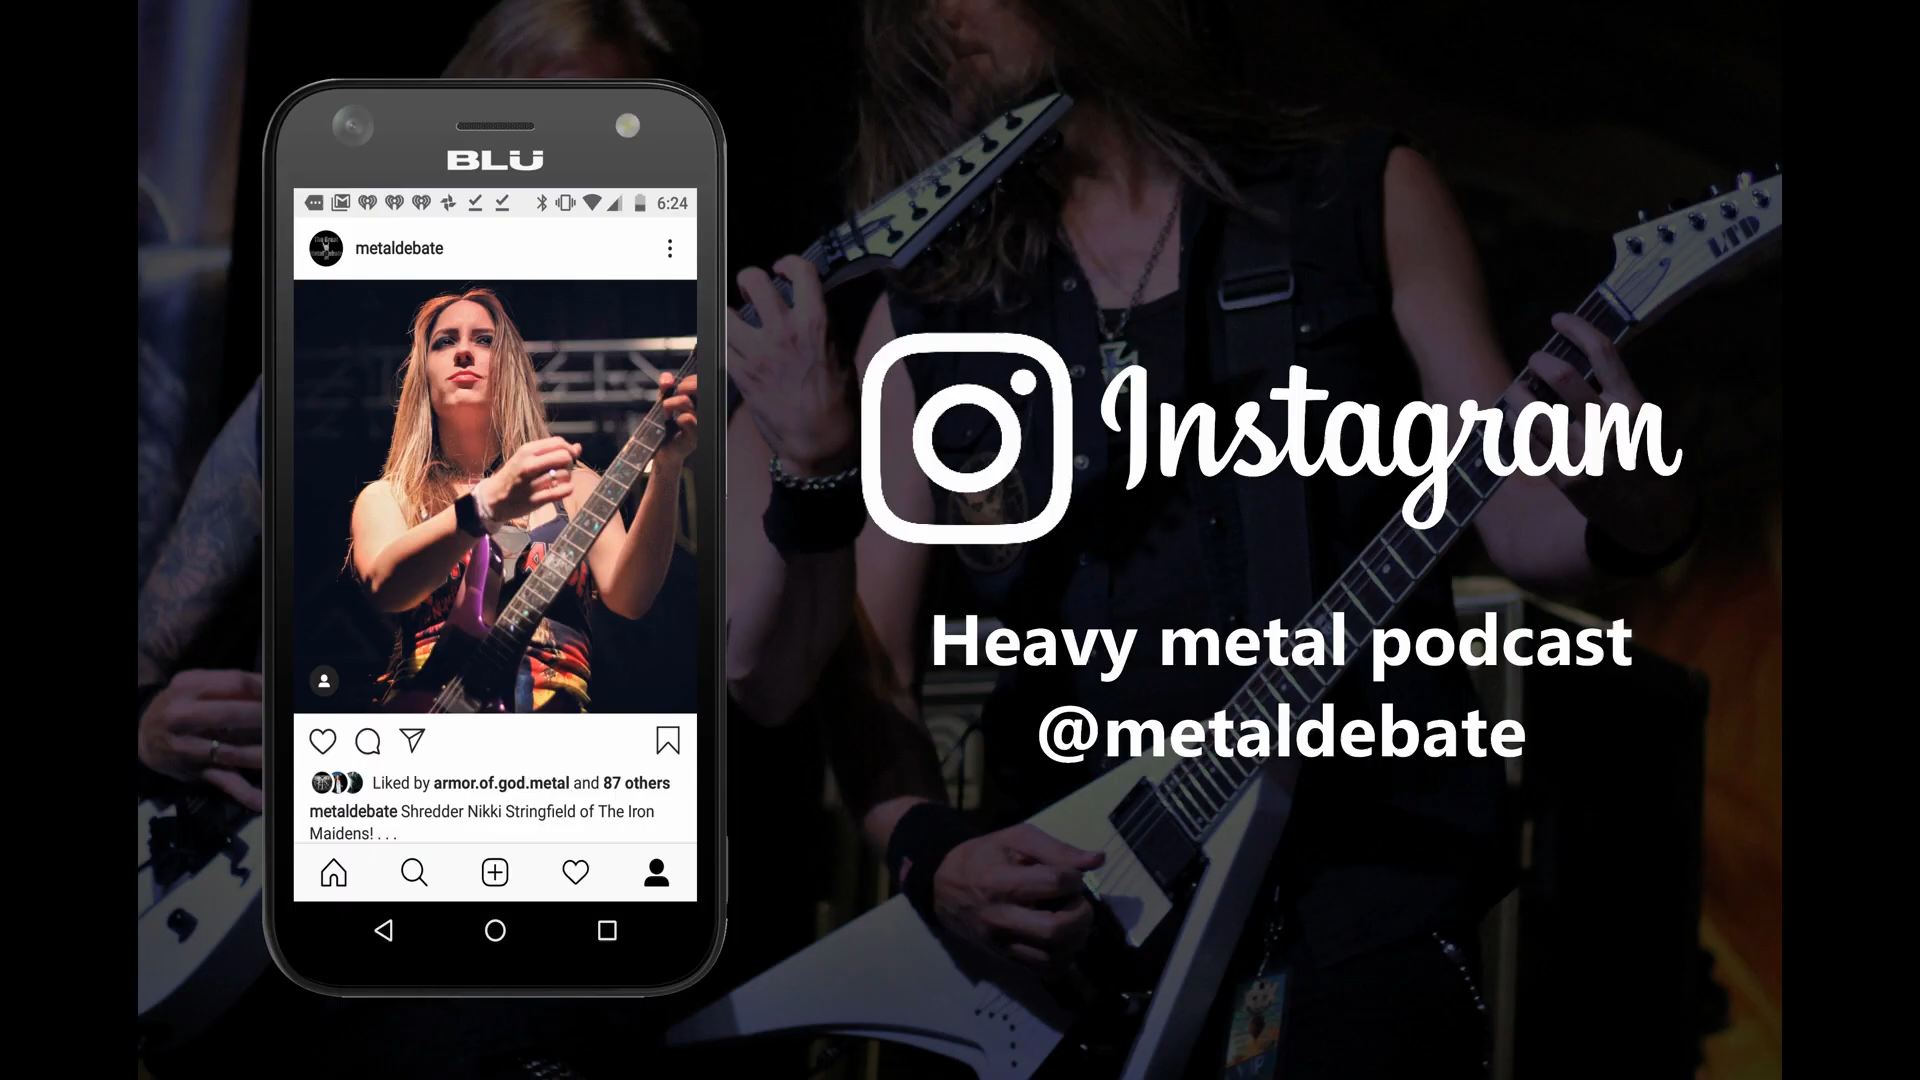 BLU
6:24
metaldebate
Liked by armor.of.god.metal and 87 others
metaldebate Shredder Nikki Stringfield of The Iron
Maidens! . . .
Instagram
Heavy metal podcast
@metaldebate
LTD